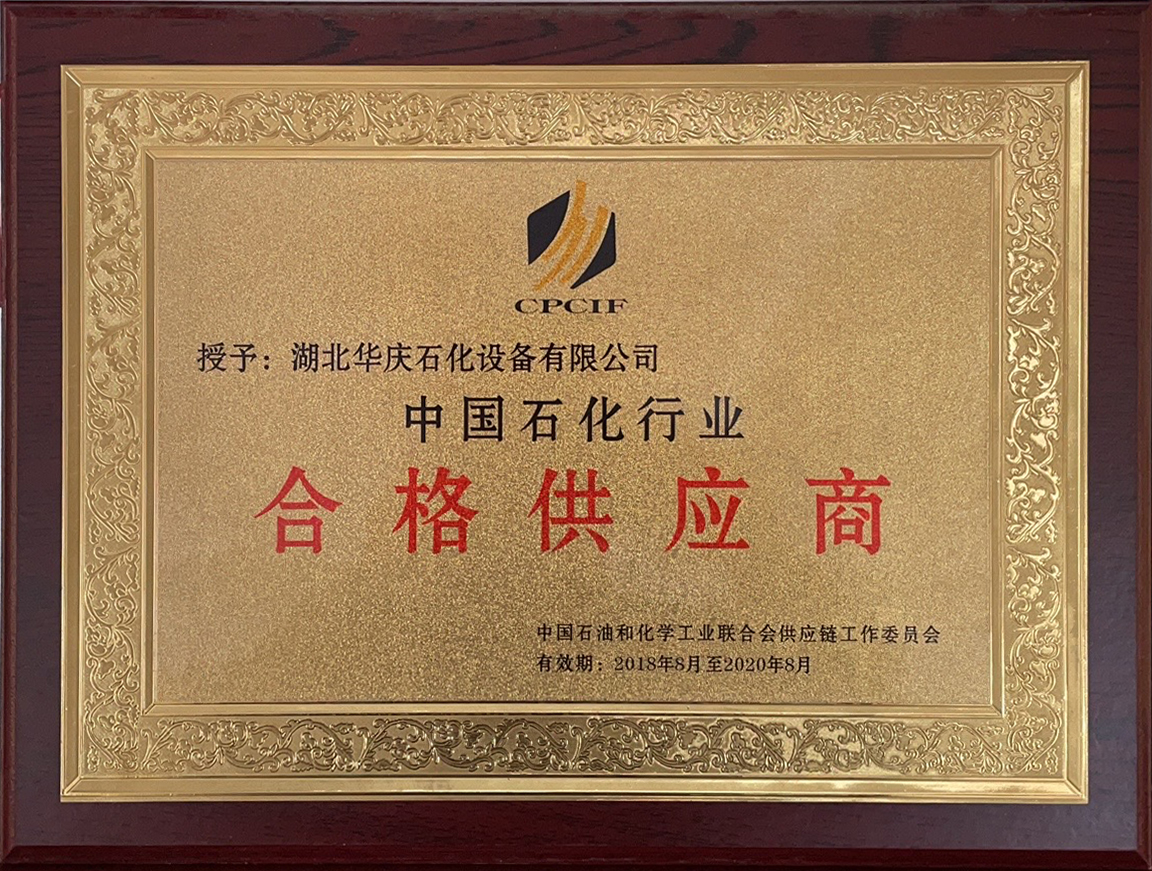 CPCIF
授予：湖北华庆石化设备有限公司
中国石化行业
合格供应商
中国石油和化学工业联合会供应链工作委员会
有效期：2018年8月至2020年8月